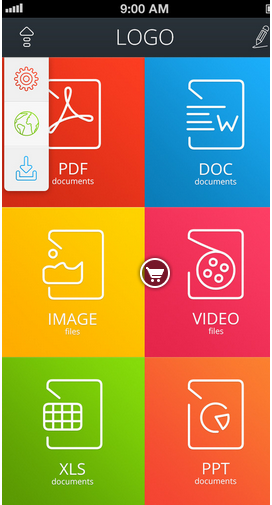 9:00 AM
LOGO
PDF
documents
W
DOC
documents
IMAGE
files
VIDEO
files
XLS
documents
PPT
documents